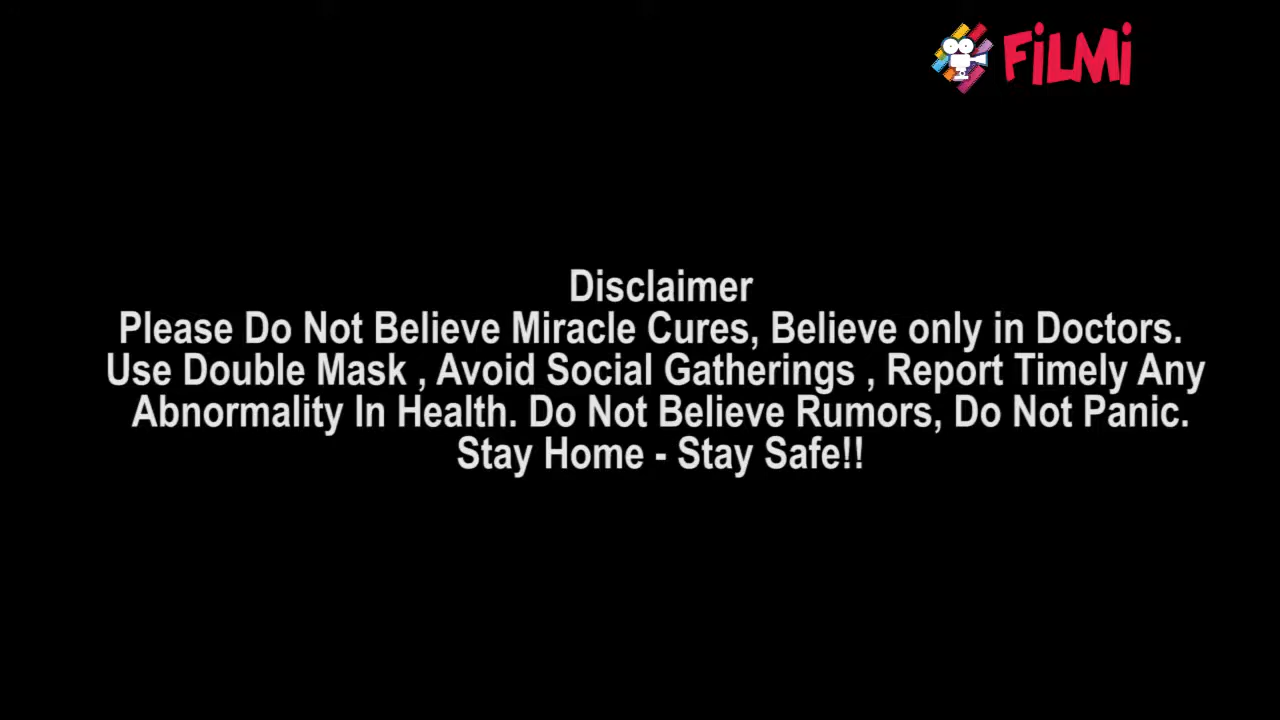 FiLMi
Disclaimer
Please Do Not Believe Miracle Cures, Believe only in Doctors.
Use Double Mask , Avoid Social Gatherings , Report Timely Any
Abnormality In Health. Do Not Believe Rumors, Do Not Panic.
Stay Home - Stay Safe!!